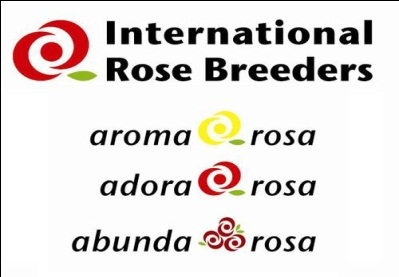 International
Rose Breeders
aroma rosa
adora rosa
abunda rosa